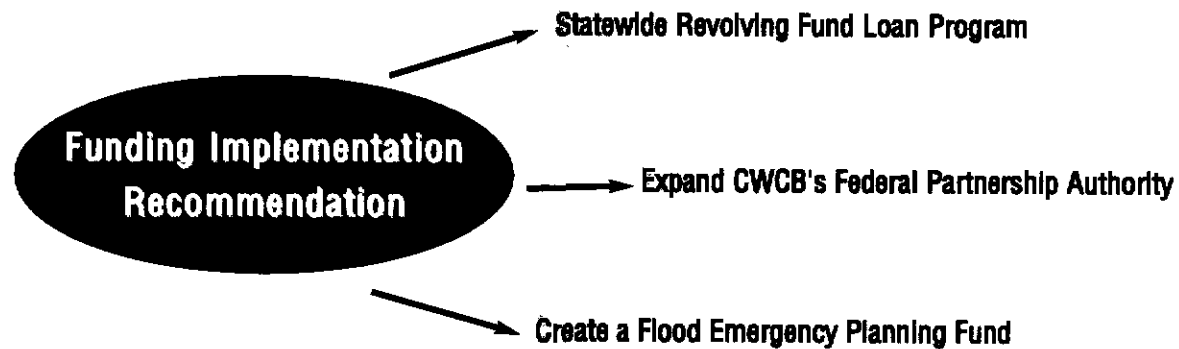 Statewide Revolving Fund Loan Program
Funding Implementation
Recommendation
Expand CWCB's Federal Partnership Authority
Create a Flood Emergency Planning Fund